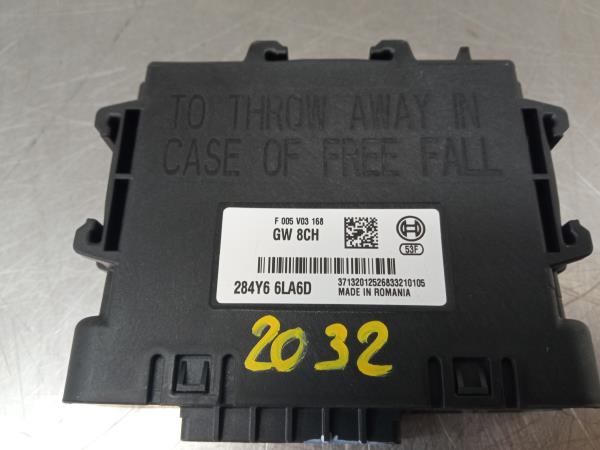 TO THROW AWAY IN
CASE OF FREE FALL
F 005 V03 168
GW 8CH
53F
284Y6 6LA6D
37132012526833210105
MADE IN ROMANIA
2032